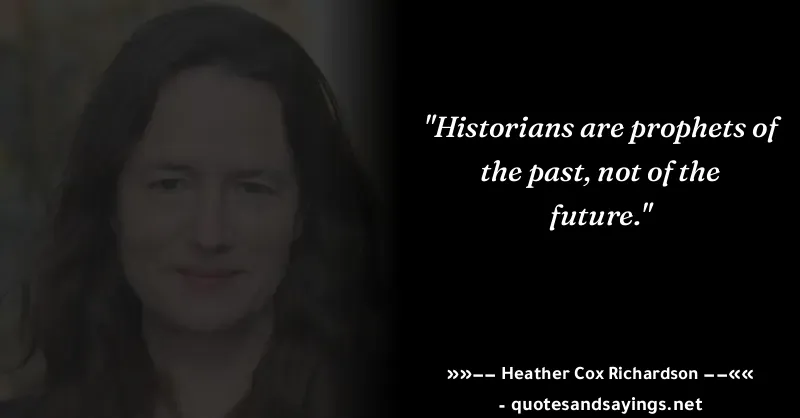 "Historians are prophets of
the past, not of the
future."
»»−− Heather Cox Richardson −−««
- quotesandsayings.net